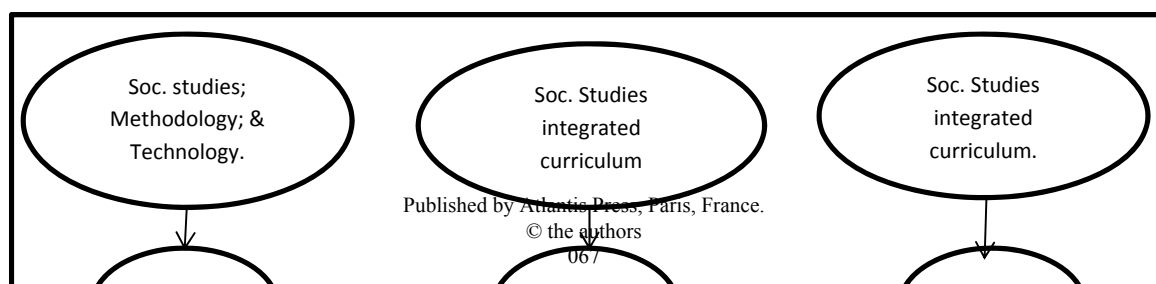 Soc. studies;
Methodology; &
Technology.
Soc. Studies
integrated
curriculum
Soc. Studies
integrated
curriculum.
Published by Atlantis Press, Paris, France.
© the authors
067